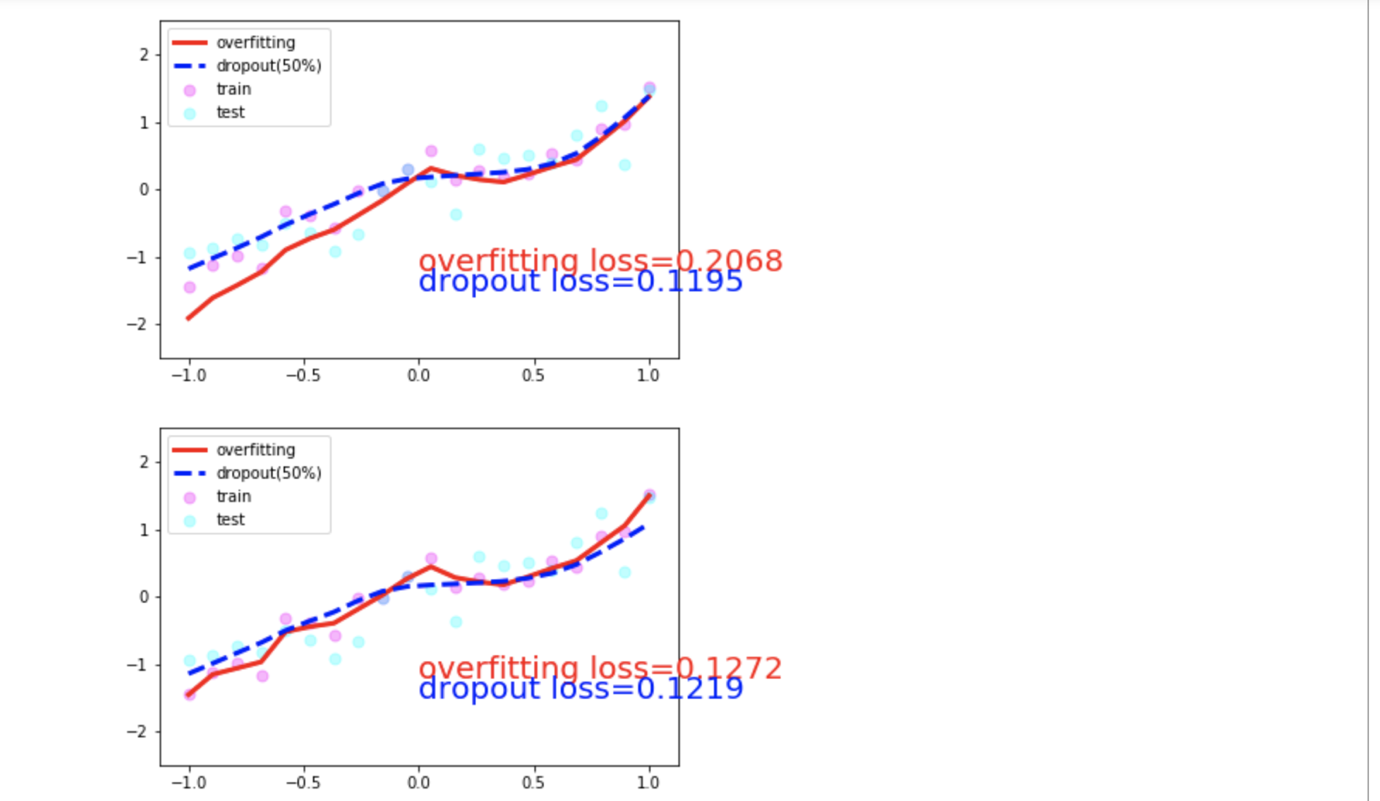 2
overfitting
dropout(50%)
train
test
1
0
−1
overfitting loss=0.2068
dropout loss=0.1195
−2
−1.0 −0.5 0.0 0.5 1.0
2
overfitting
dropout(50%)
train
test
1
0
−1
overfitting loss=0.1272
dropout loss=0.1219
−2
−1.0 −0.5 0.0 0.5 1.0